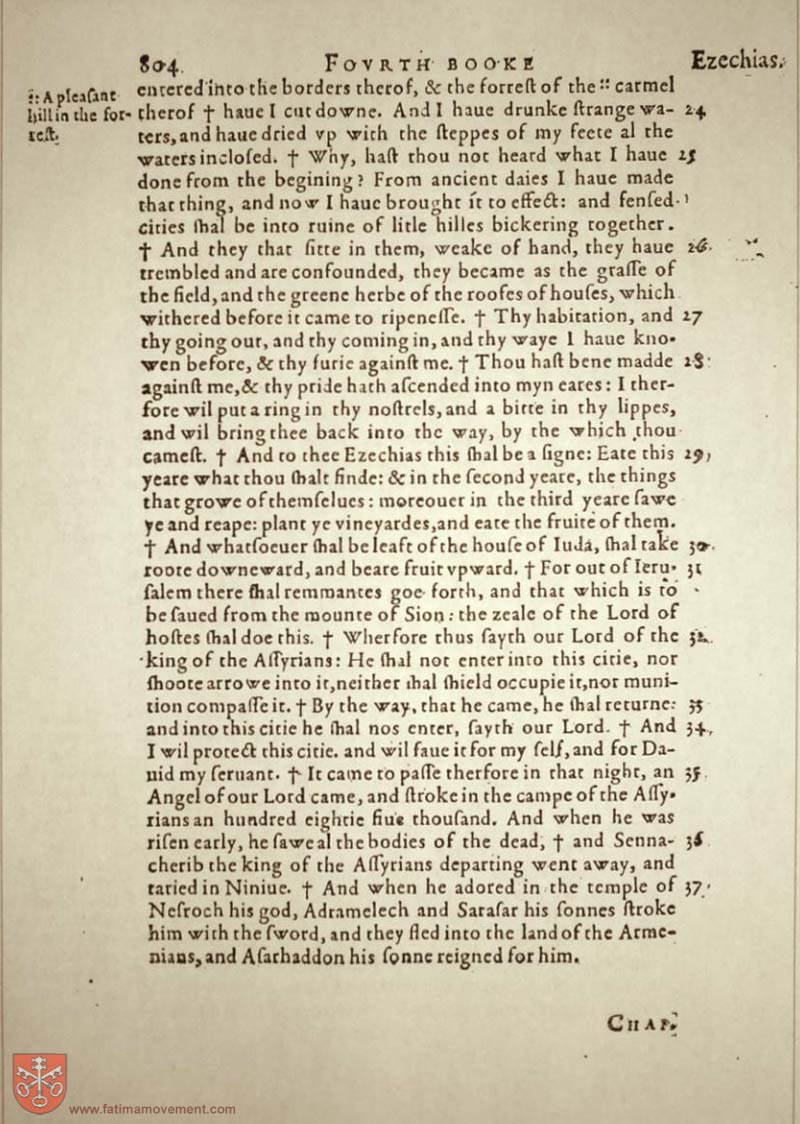 804. FOVRTH BOOKE Ezechias.
:: A pleaſant
hill in the for-
reſt.
entered into the borders therof, & the forreſt of the :: carmel
therof † haue I cut downe. And I haue drunke ſtrange wa- 24
ters, and haue dried vp with the ſteppes of my feete al the
waters incloſed. † Why, haſt thou not heard what I haue 25
done from the begining? From ancient daies I haue made
that thing, and now I haue brought it to effect: and fenſed
cities ſhal be into ruine of litle hilles bickering together.
† And they that ſitte in them, weake of hand, they haue 26.
trembled and are confounded, they became as the graſſe of
the field, and the greene herbe of the roofes of houſes, which
withered before it came to ripeneſſe. † Thy habitation, and 27
thy going out, and thy coming in, and thy waye I haue kno-
wen before, & thy furie againſt me. † Thou haſt bene madde 28
againſt me, & thy pride hath aſcended into myn eares: I ther-
fore wil put a ring in thy noſtrels, and a bitte in thy lippes,
and wil bring thee back into the way, by the which thou
cameſt. † And to thee Ezechias this ſhal be a ſigne: Eate this 29,
yeare what thou ſhalt finde: & in the ſecond yeare, the things
that growe of themſelues: moreouer in the third yeare ſawe
ye and reape: plant ye vineyardes, and eate the fruite of them.
† And whatſoeuer ſhal be leaft of the houſe of Iuda, ſhal take 30.
roote downeward, and beare fruit vpward. † For out of Ieru- 31
ſalem there ſhal remmantes goe forth, and that which is to
be ſaued from the mounte of Sion: the zeale of the Lord of
hoſtes ſhal doe this. † Wherfore thus ſayth our Lord of the 32.
king of the Aſſyrians: He ſhal not enter into this citie, nor
ſhoote arrowe into it, neither ſhal ſhield occupie it, nor muni-
tion compaſſe it. † By the way, that he came, he ſhal returne: 33
and into this citie he ſhal nos enter, ſayth our Lord. † And 34.
I wil protect this citie. and wil ſaue it for my ſelf, and for Da-
uid my ſeruant. † It came to paſſe therfore in that night, an 35.
Angel of our Lord came, and ſtroke in the campe of the Aſſy-
rians an hundred eightie fiue thouſand. And when he was
riſen early, he ſawe al the bodies of the dead, † and Senna- 36
cherib the king of the Aſſyrians departing went away, and
taried in Niniue. † And when he adored in the temple of 37.
Neſroch his god, Adramelech and Saraſar his ſonnes ſtroke
him with the ſword, and they fled into the land of the Arme-
nians, and Aſarhaddon his ſonne reigned for him.
CHAP.
www.fatimamovement.com